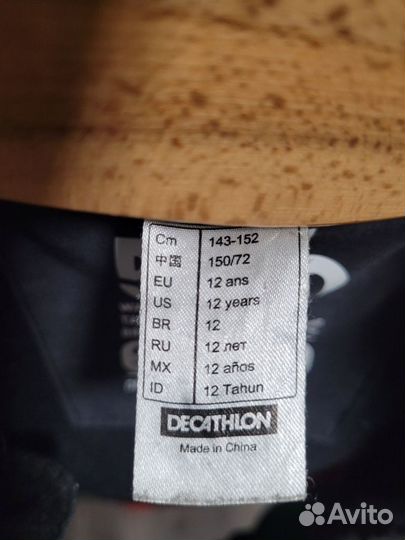 Cm 143-152
中国 150/72
EU 12 ans
US 12 years
BR 12
RU 12 лет
MX 12 años
ID 12 Tahun
DECATHLON
Made in China
Avito